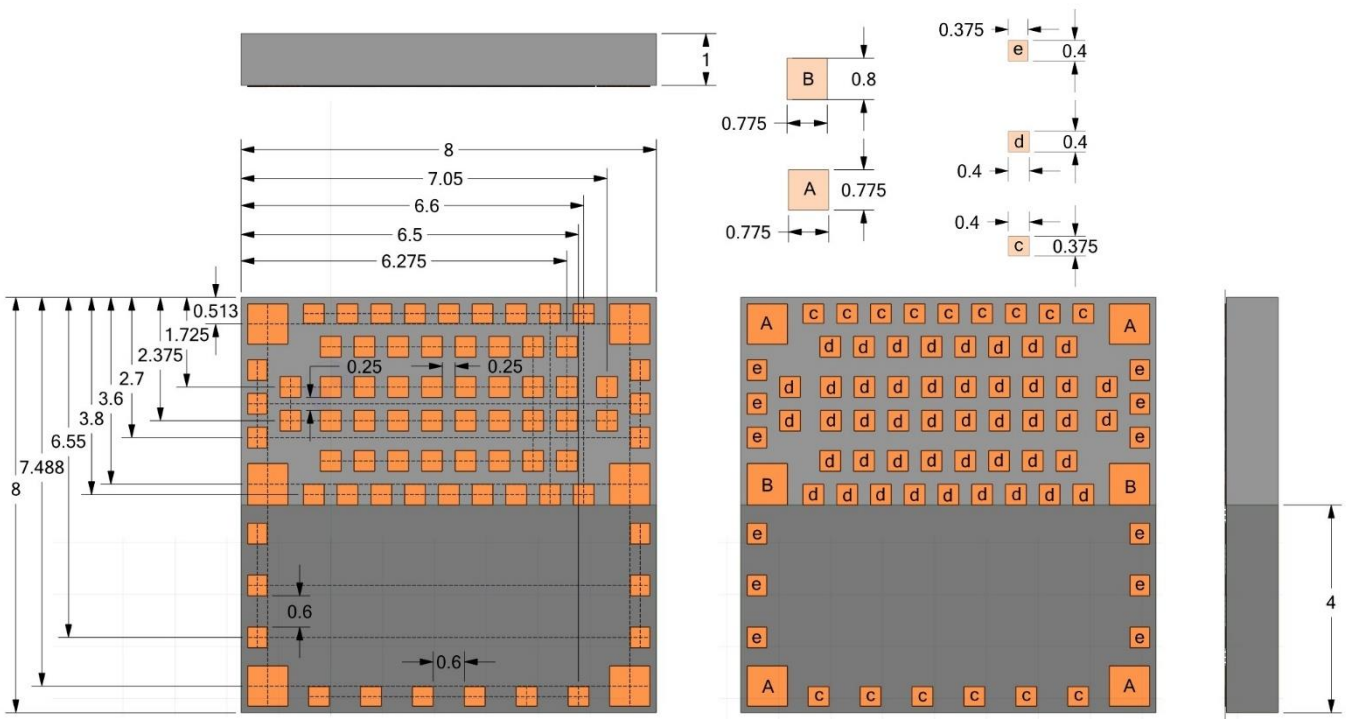 0.375
e
0.4
1
B
0.8
0.775
d
0.4
0.4
8
7.05
A
0.775
0.775
0.4
6.6
6.5
c
0.375
6.275
0.513
1.725
2.375
2.7
3.6
3.8
6.55
7.488
8
0.25
0.25
0.6
0.6
A c c c c c c c c c A
d d d d d d d d
e e
d d d d d d d d d d
e e
d d d d d d d d d d
e e
d d d d d d d d
B B
d d d d d d d d d
e e
4
e e
e e
A A
c c c c c c